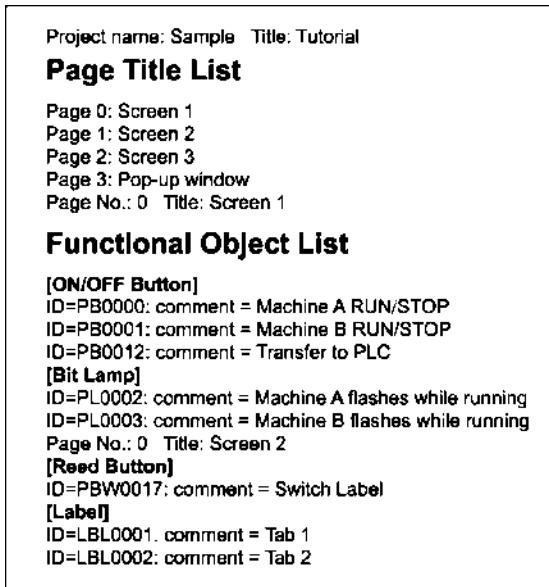 Project name: Sample Title: Tutorial
Page Title List
Page 0: Screen 1
Page 1: Screen 2
Page 2: Screen 3
Page 3: Pop-up window
Page No.: 0 Title: Screen 1
Functional Object List
[ON/OFF Button]
ID=PB0000: comment = Machine A RUN/STOP
ID=PB0001: comment = Machine B RUN/STOP
ID=PB0012: comment = Transfer to PLC
[Bit Lamp]
ID=PL0002: comment = Machine A flashes while running
ID=PL0003: comment = Machine B flashes while running
Page No.: 0 Title: Screen 2
[Reed Button]
ID=PBW0017: comment = Switch Label
[Label]
ID=LBL0001. comment = Tab 1
ID=LBL0002: comment = Tab 2